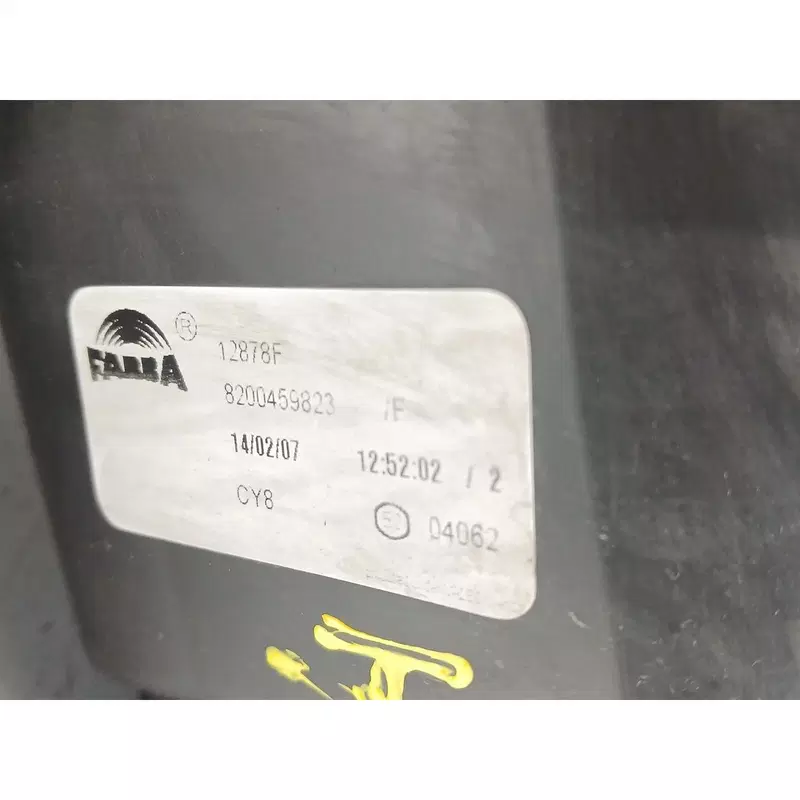 FARBA ®
12878F
8200459823 /F
14/02/07 12:52:02 / 2
CY8
04062